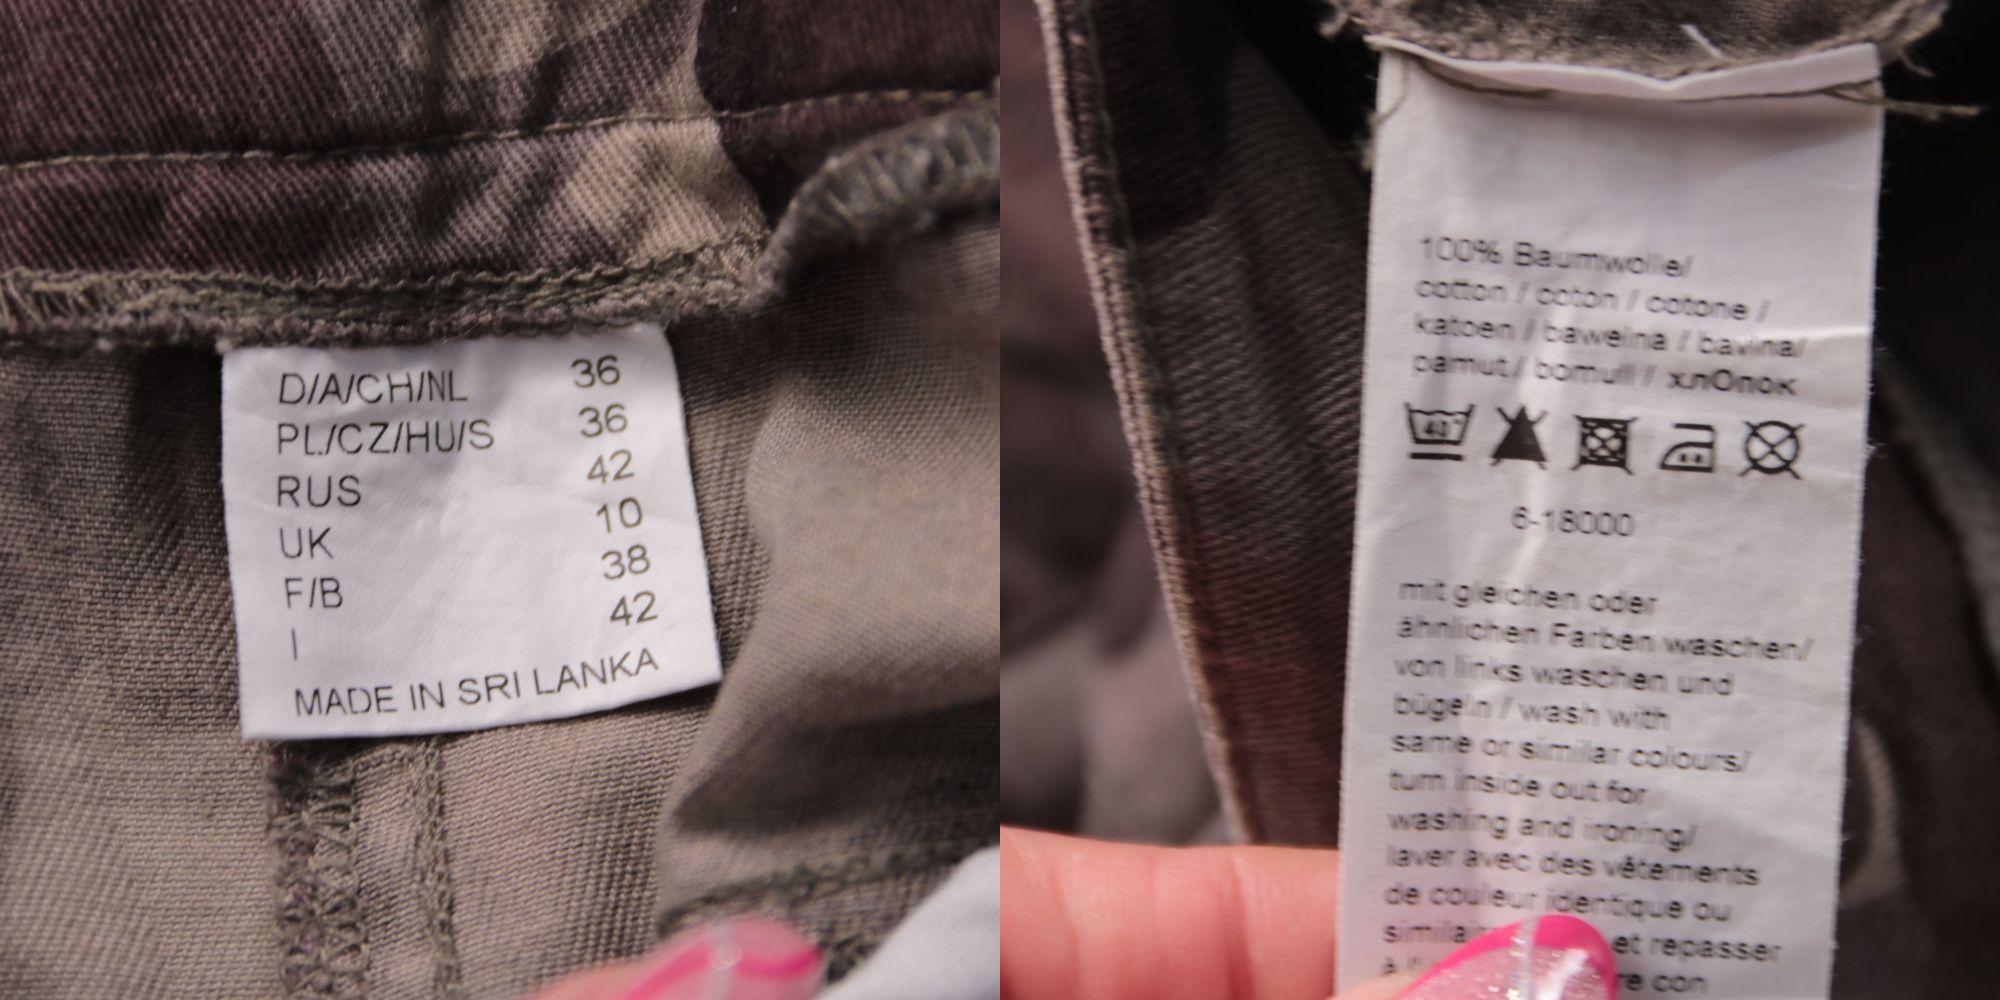 D/A/CH/NL 36
PL/CZ/HU/S 36
RUS 42
UK 10
F/B 38
I 42
MADE IN SRI LANKA
100% Baumwolle/
cotton / coton / cotone /
katoen / bawełna / bavlna/
pamut / bomull / хлОпок
40°
6-18000
mit gleichen oder
ähnlichen Farben waschen/
von links waschen und
bügeln / wash with
same or similar colours/
turn inside out for
washing and ironing/
laver avec des vêtements
de couleur identique ou
et repasser
con